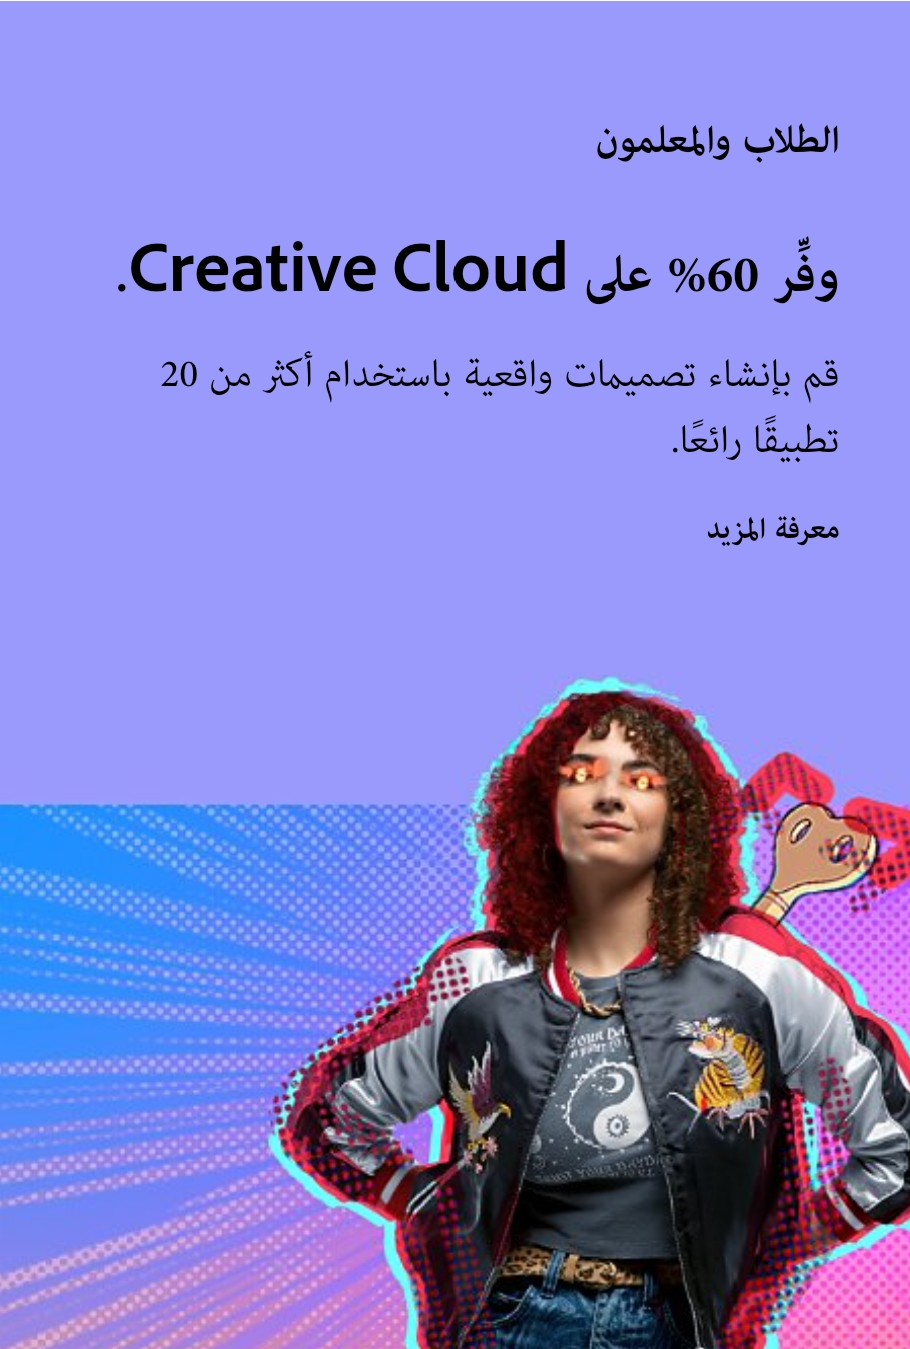 الطلاب والمعلمون
وفِّر 60% على Creative Cloud.
قم بإنشاء تصميمات واقعية باستخدام أكثر من 20
تطبيقًا رائعًا.
معرفة المزيد